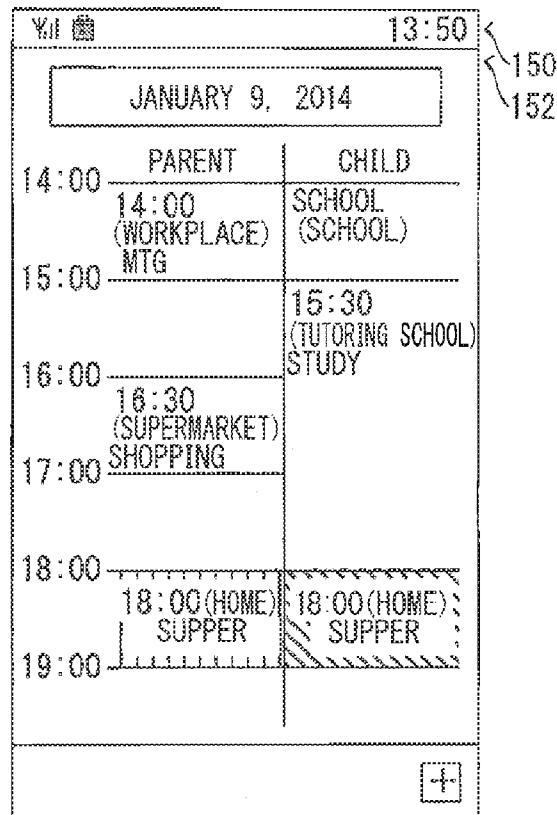 13:50
150
152
JANUARY 9, 2014
PARENT CHILD
14:00
14:00
(WORKPLACE)
MTG
SCHOOL
(SCHOOL)
15:00
15:30
(TUTORING SCHOOL)
STUDY
16:00
16:30
(SUPERMARKET)
SHOPPING
17:00
18:00
18:00(HOME) 18:00(HOME)
SUPPER SUPPER
19:00
+